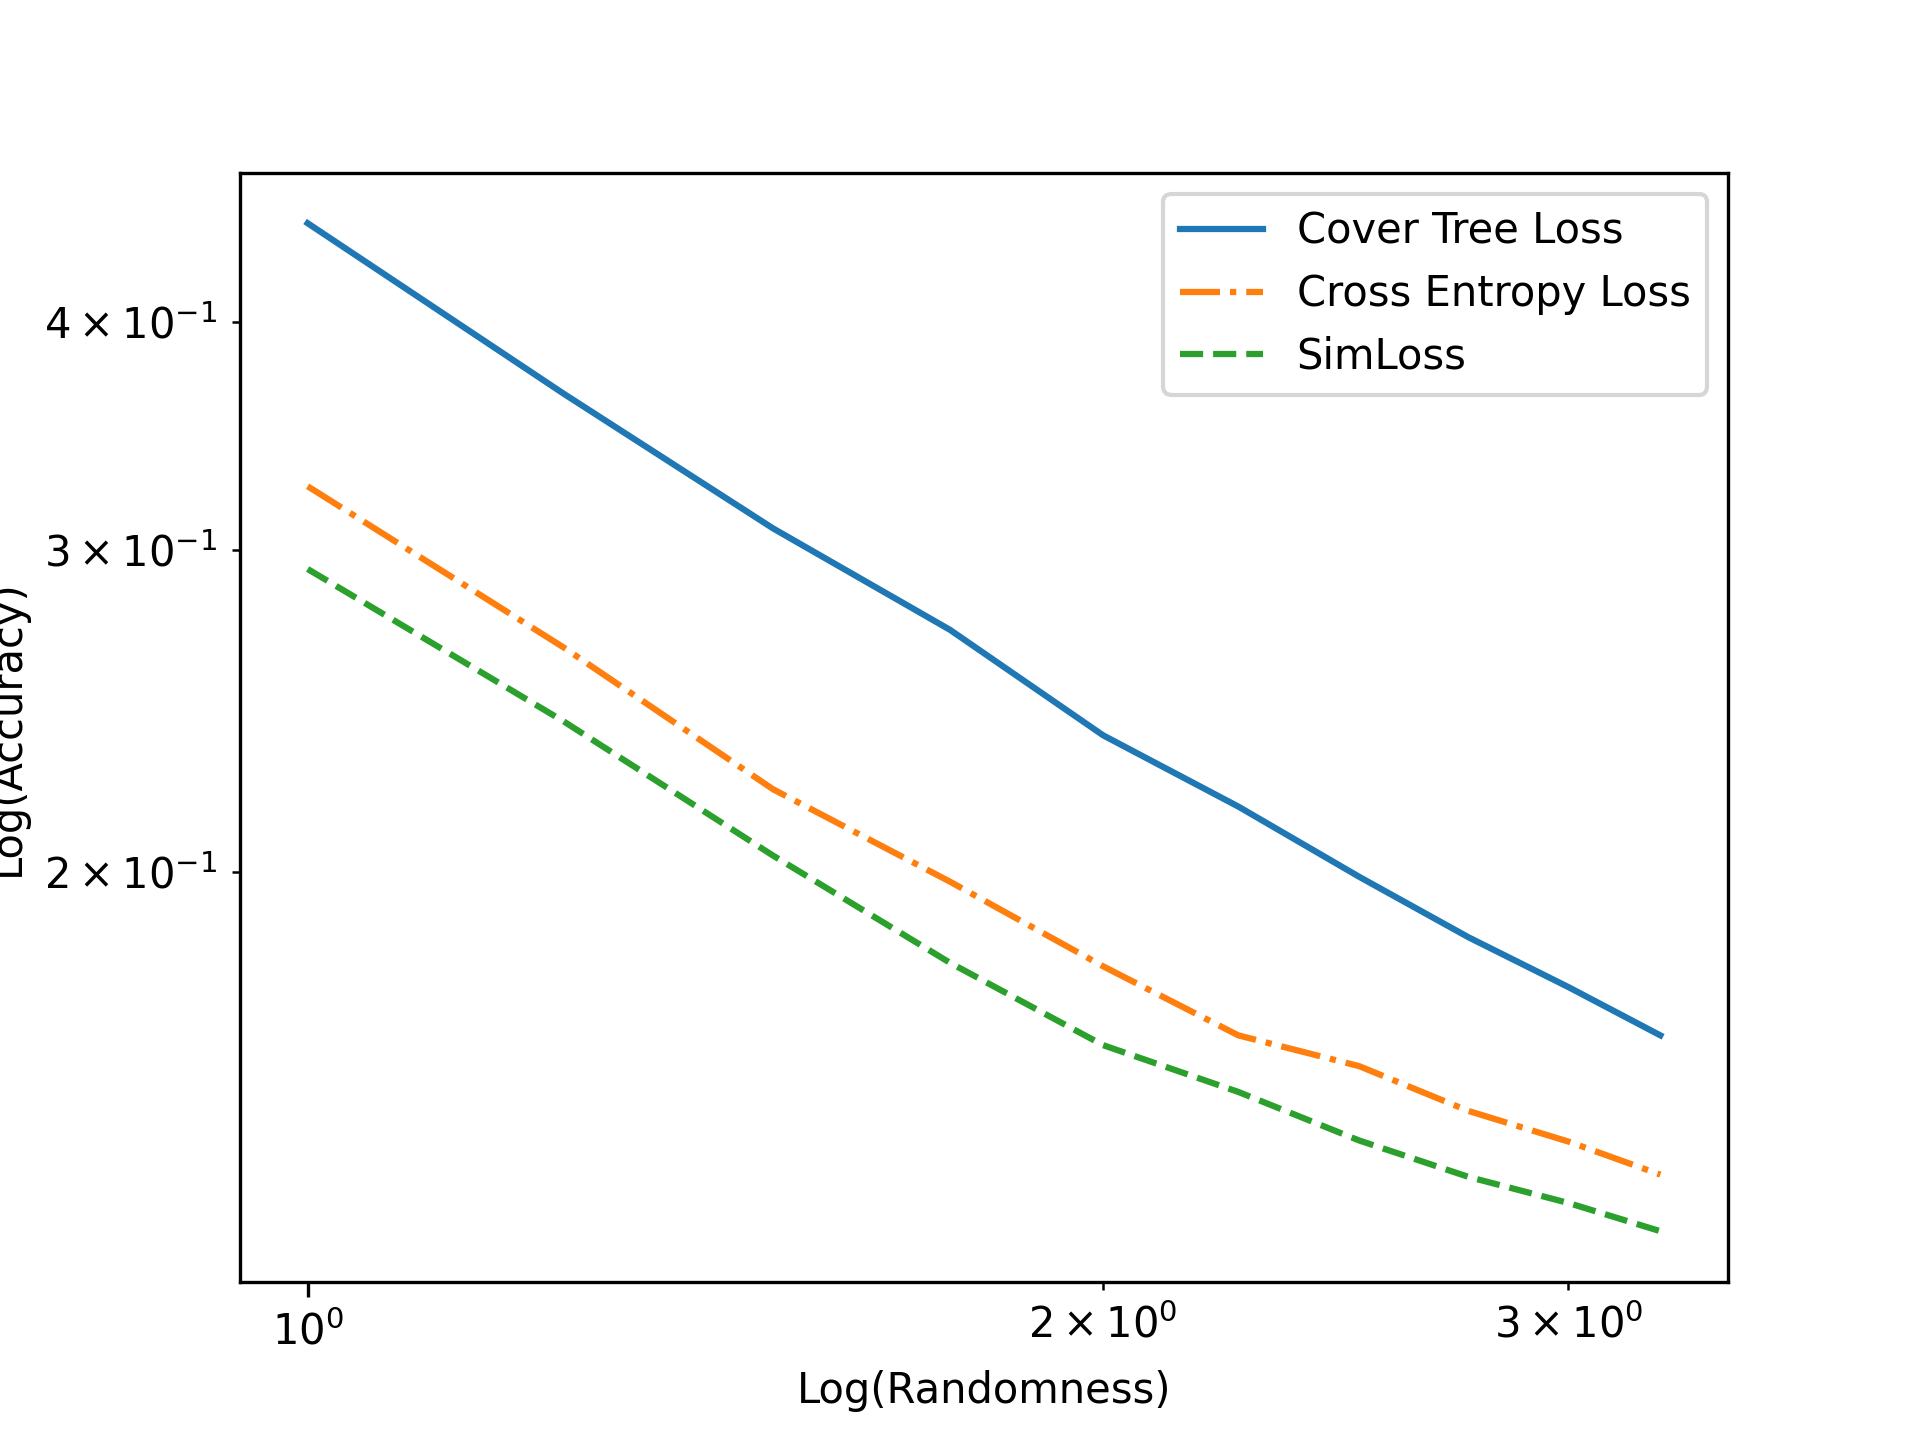 Cover Tree Loss
Cross Entropy Loss
SimLoss
4 × 10⁻¹
3 × 10⁻¹
2 × 10⁻¹
Log(Accuracy)
10⁰
2 × 10⁰
3 × 10⁰
Log(Randomness)